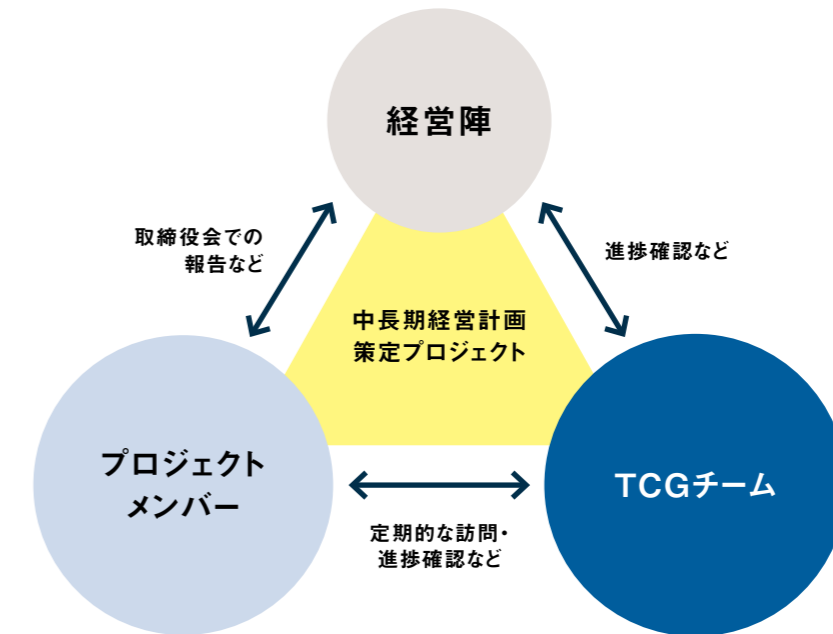 経営陣
取締役会での
報告など
進捗確認など
中長期経営計画
策定プロジェクト
プロジェクト
メンバー
TCGチーム
定期的な訪問・
進捗確認など